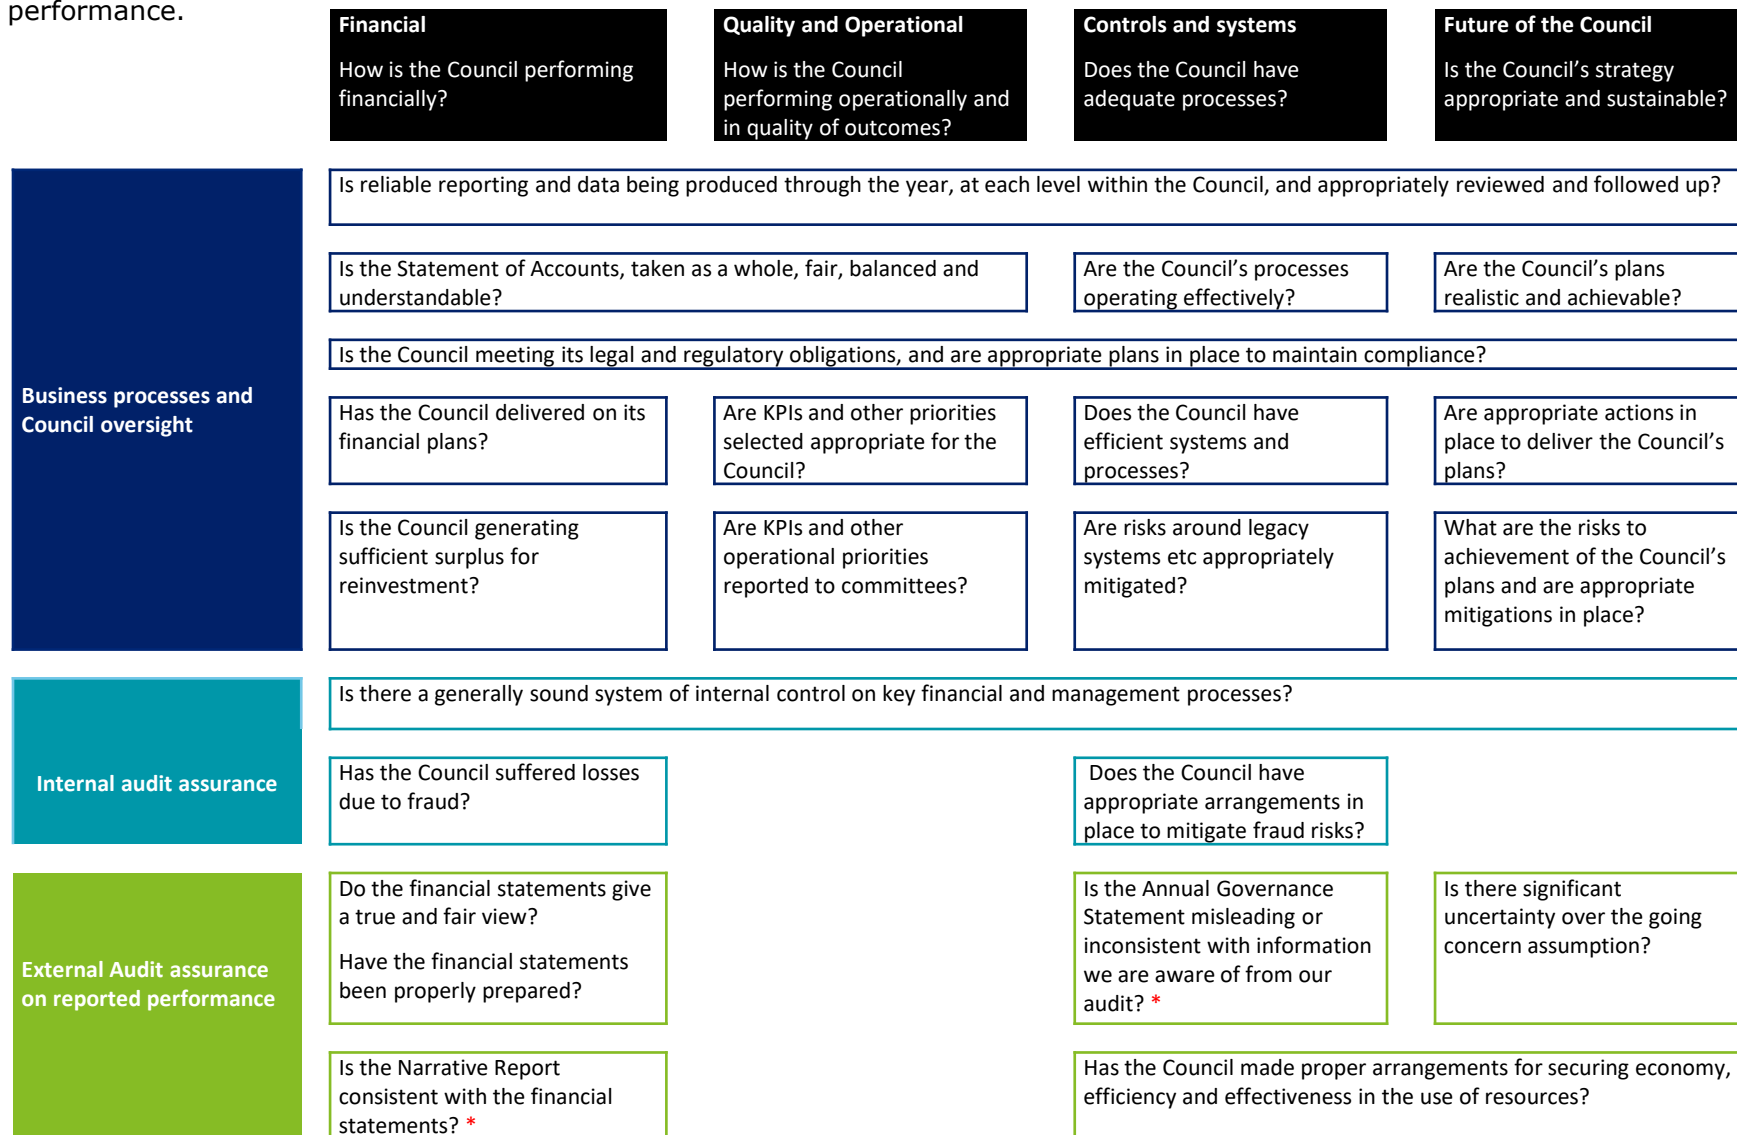 performance.
Financial
How is the Council performing
financially?
Quality and Operational
How is the Council
performing operationally and
in quality of outcomes?
Controls and systems
Does the Council have
adequate processes?
Future of the Council
Is the Council’s strategy
appropriate and sustainable?
Business processes and
Council oversight
Is reliable reporting and data being produced through the year, at each level within the Council, and appropriately reviewed and followed up?
Is the Statement of Accounts, taken as a whole, fair, balanced and
understandable?
Are the Council’s processes
operating effectively?
Are the Council’s plans
realistic and achievable?
Is the Council meeting its legal and regulatory obligations, and are appropriate plans in place to maintain compliance?
Has the Council delivered on its
financial plans?
Are KPIs and other priorities
selected appropriate for the
Council?
Does the Council have
efficient systems and
processes?
Are appropriate actions in
place to deliver the Council’s
plans?
Is the Council generating
sufficient surplus for
reinvestment?
Are KPIs and other
operational priorities
reported to committees?
Are risks around legacy
systems etc appropriately
mitigated?
What are the risks to
achievement of the Council’s
plans and are appropriate
mitigations in place?
Internal audit assurance
Is there a generally sound system of internal control on key financial and management processes?
Has the Council suffered losses
due to fraud?
Does the Council have
appropriate arrangements in
place to mitigate fraud risks?
External Audit assurance
on reported performance
Do the financial statements give
a true and fair view?
Have the financial statements
been properly prepared?
Is the Annual Governance
Statement misleading or
inconsistent with information
we are aware of from our
audit? *
Is there significant
uncertainty over the going
concern assumption?
Is the Narrative Report
consistent with the financial
statements? *
Has the Council made proper arrangements for securing economy,
efficiency and effectiveness in the use of resources?